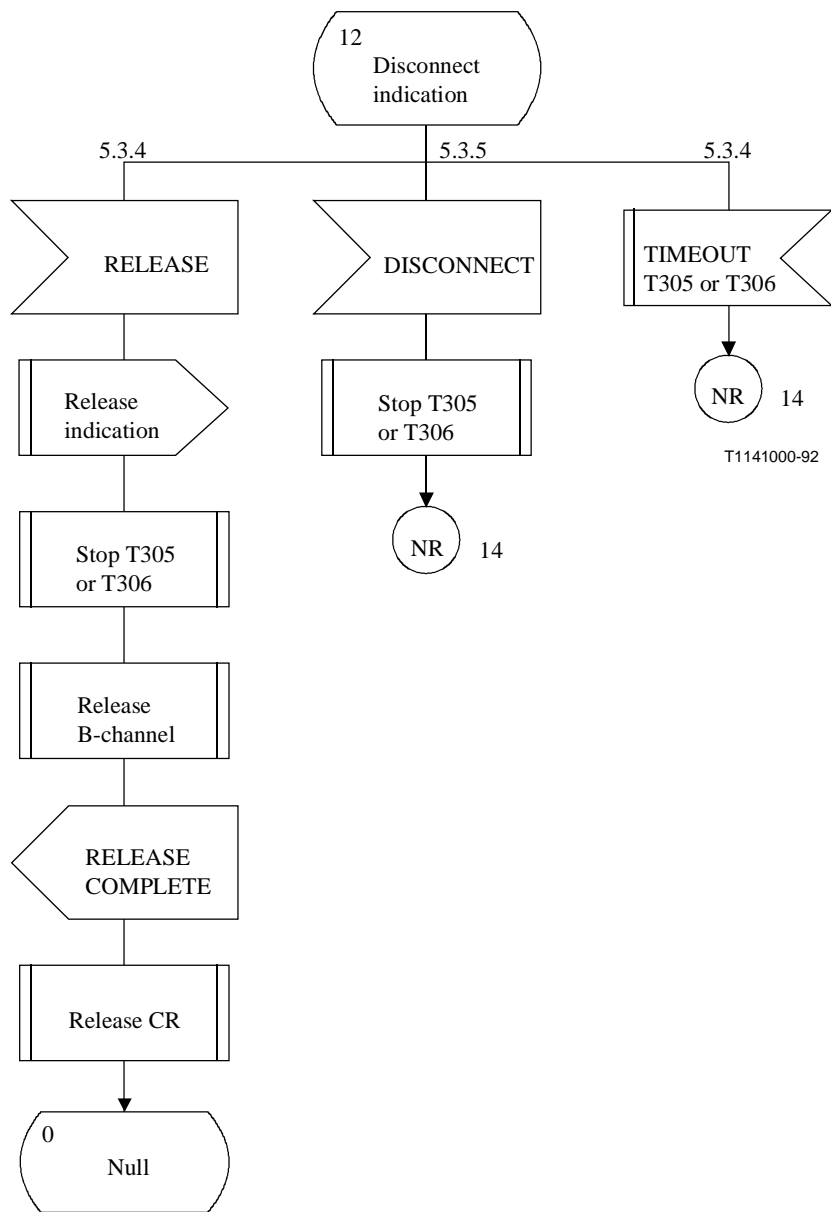 12
Disconnect
indication
5.3.4
5.3.5
5.3.4
RELEASE
DISCONNECT
TIMEOUT
T305 or T306
Release
indication
Stop T305
or T306
NR
14
T1141000-92
Stop T305
or T306
NR
14
Release
B-channel
RELEASE
COMPLETE
Release CR
0
Null